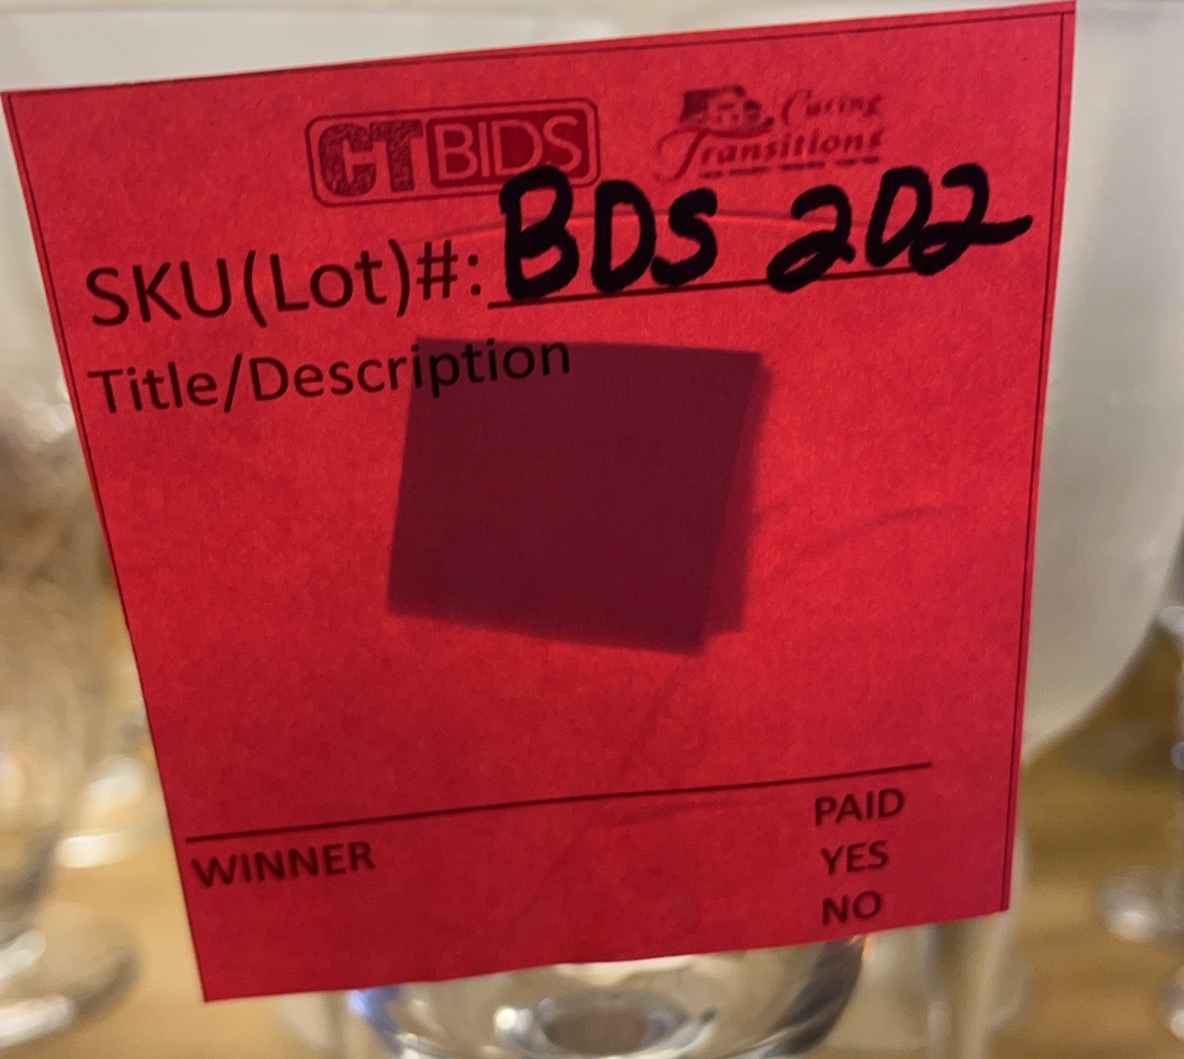 CTBIDS
Caring
Transitions
SKU(Lot)#: BDS 202
Title/Description
PAID
WINNER
YES
NO